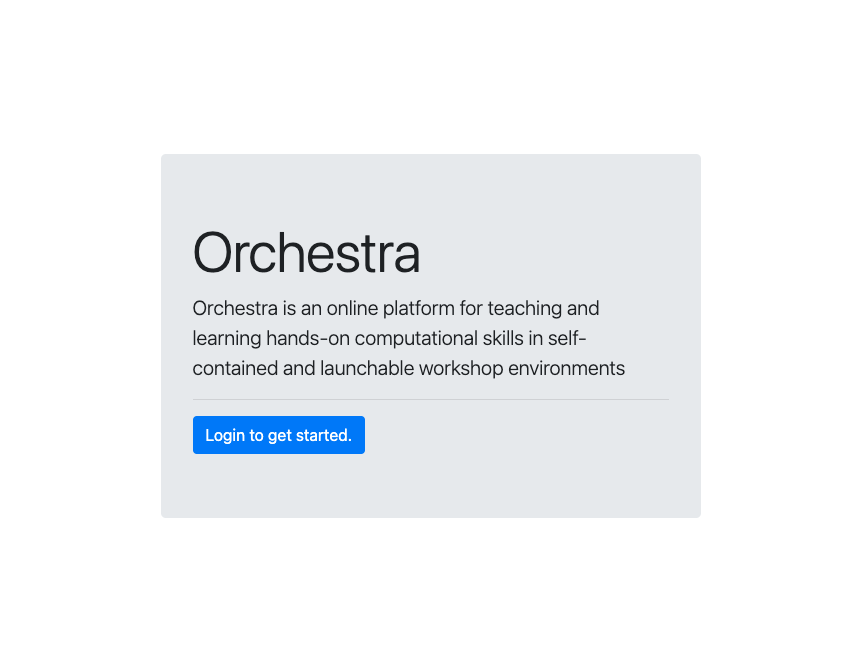 Orchestra
Orchestra is an online platform for teaching and
learning hands-on computational skills in self-
contained and launchable workshop environments
Login to get started.